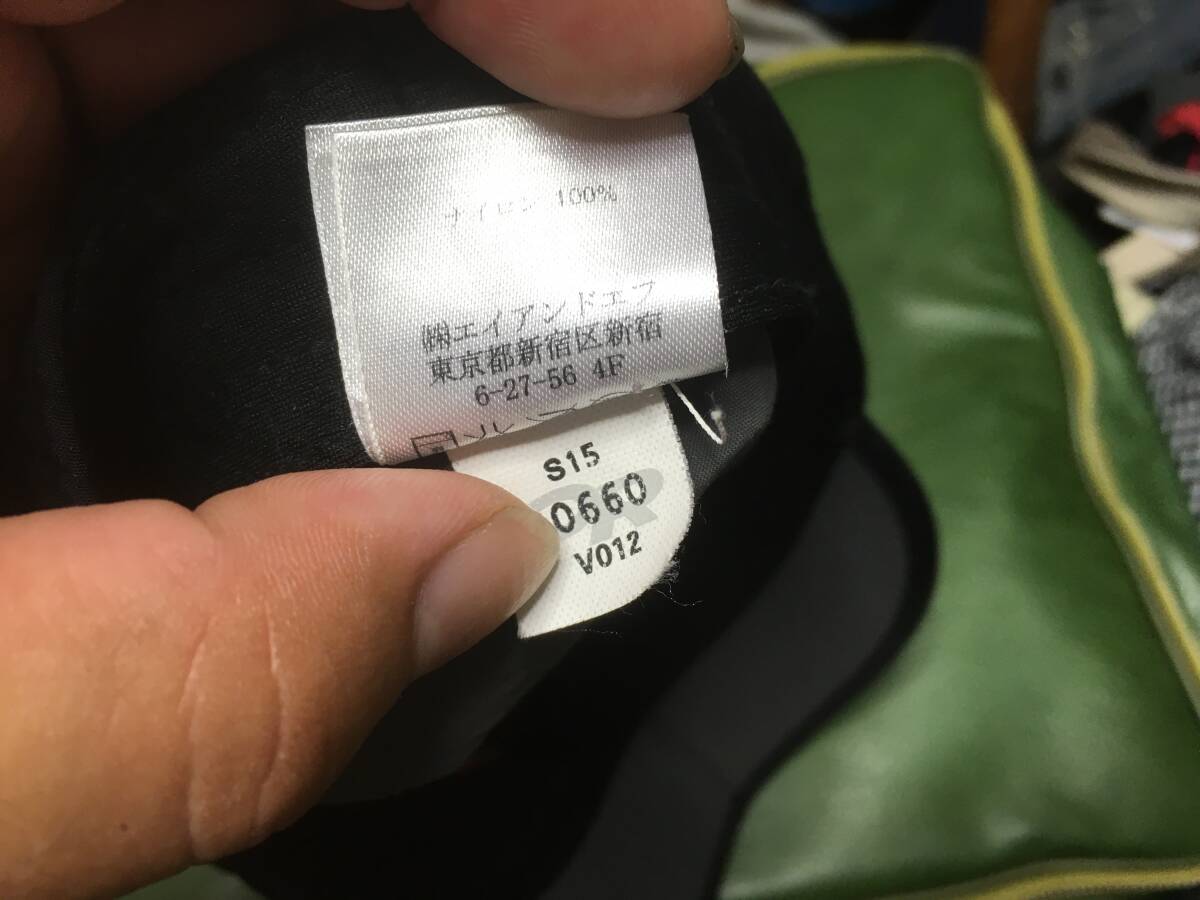 ナイロン 100%
㈱エイアンドエフ
東京都新宿区新宿
6-27-56 4F
S15
0660
V012